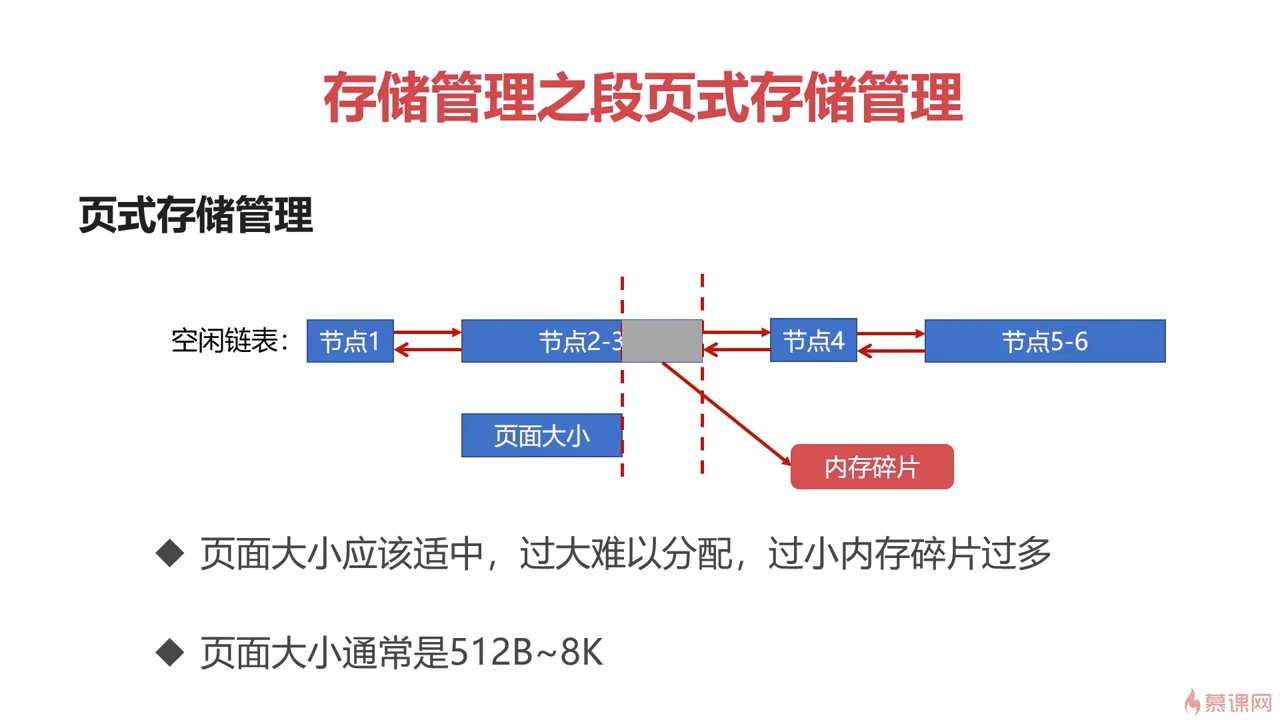 存储管理之段页式存储管理
页式存储管理
空闲链表： 节点1 节点2-3 节点4 节点5-6
页面大小
内存碎片
◆ 页面大小应该适中，过大难以分配，过小内存碎片过多
◆ 页面大小通常是512B~8K
慕课网